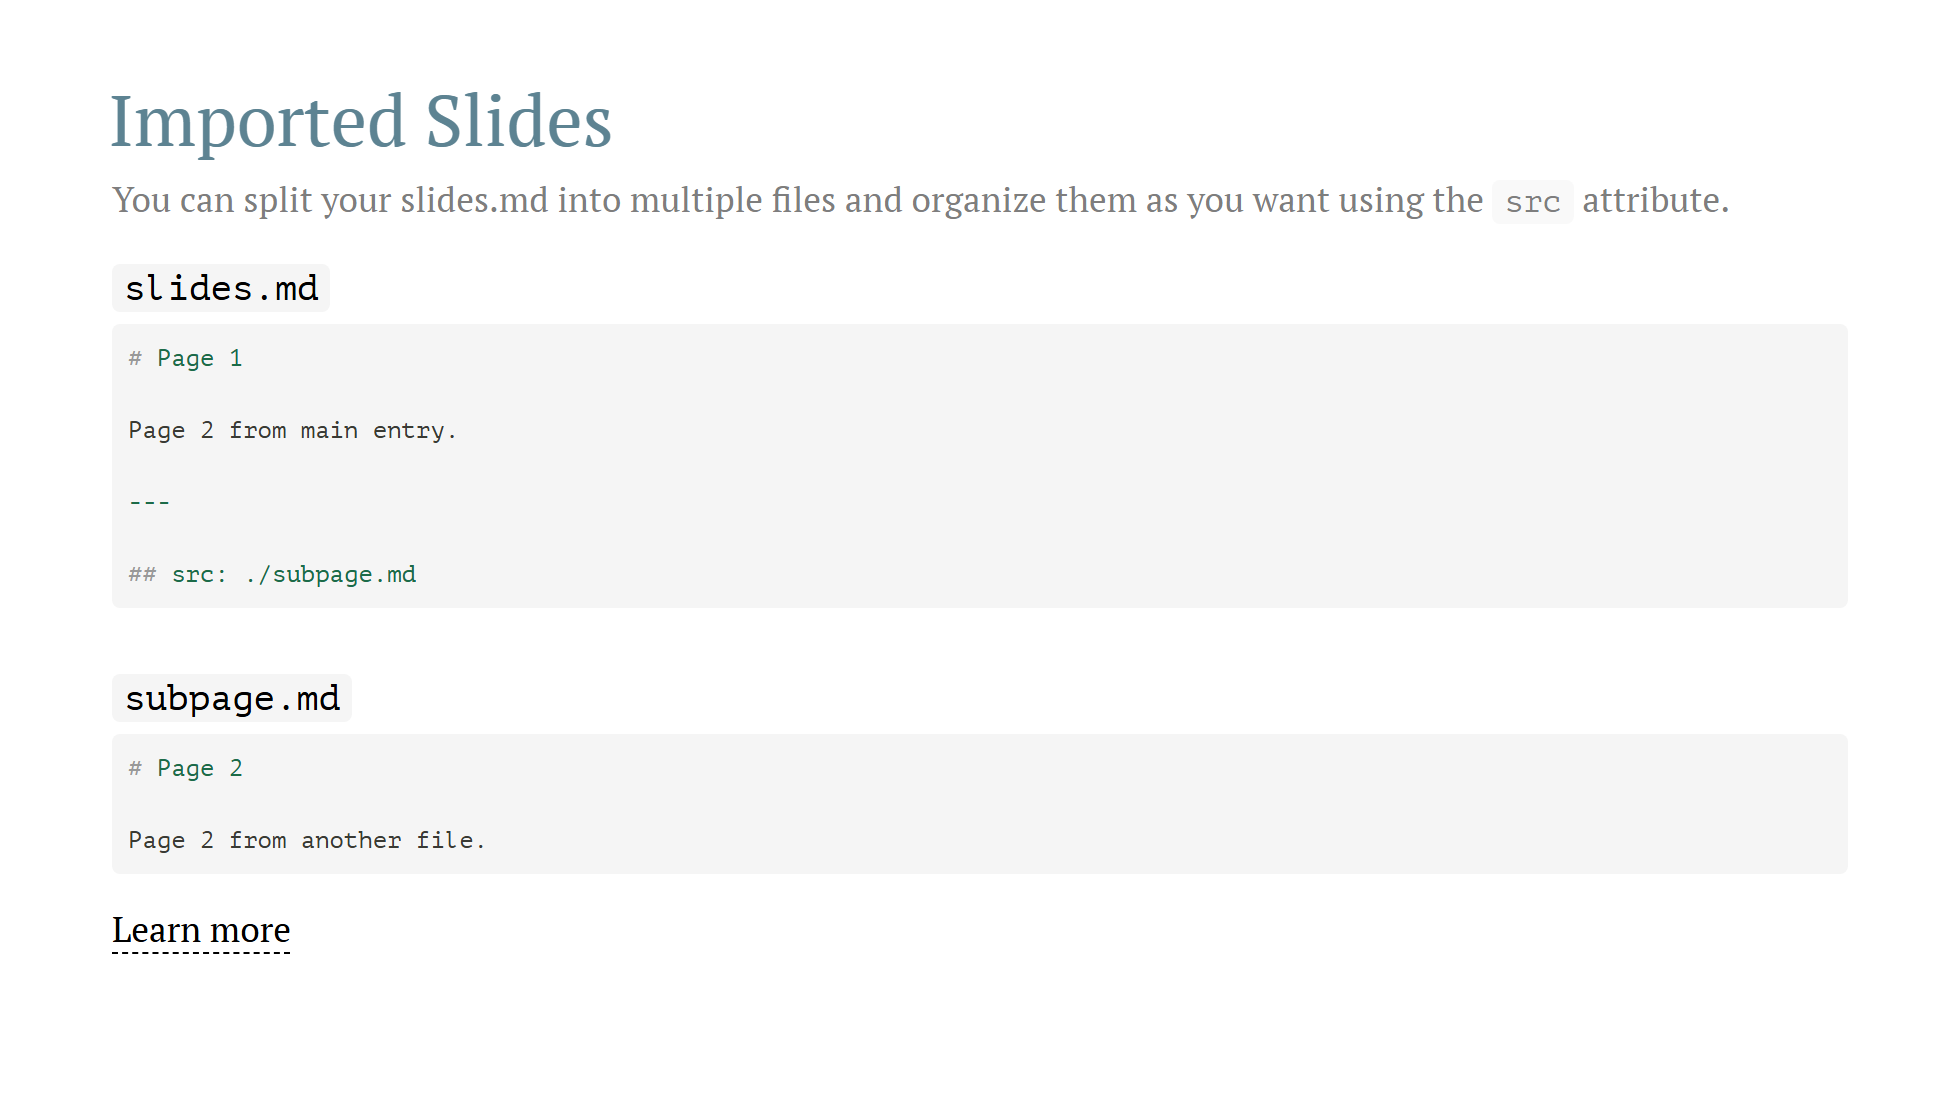 Imported Slides
You can split your slides.md into multiple files and organize them as you want using the src attribute.
slides.md
# Page 1
Page 2 from main entry.
---
## src: ./subpage.md
subpage.md
# Page 2
Page 2 from another file.
Learn more